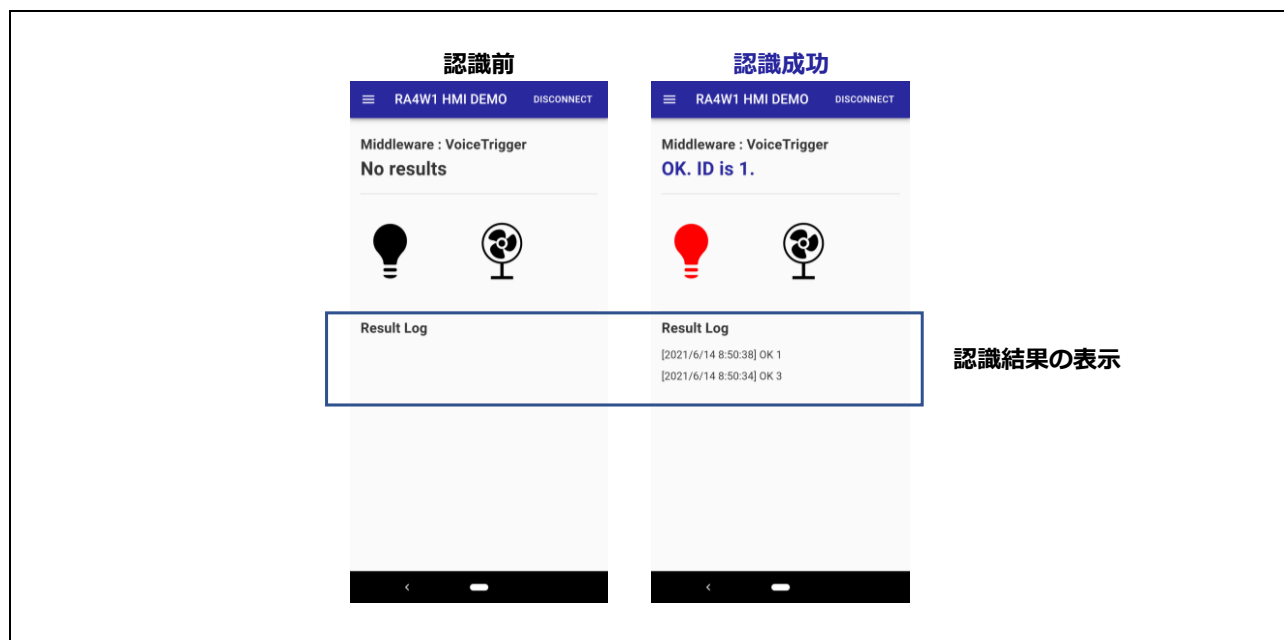 認識前
RA4W1 HMI DEMO DISCONNECT
Middleware : VoiceTrigger
No results
Result Log
認識成功
RA4W1 HMI DEMO DISCONNECT
Middleware : VoiceTrigger
OK. ID is 1.
Result Log
[2021/6/14 8:50:38] OK 1
[2021/6/14 8:50:34] OK 3
認識結果の表示